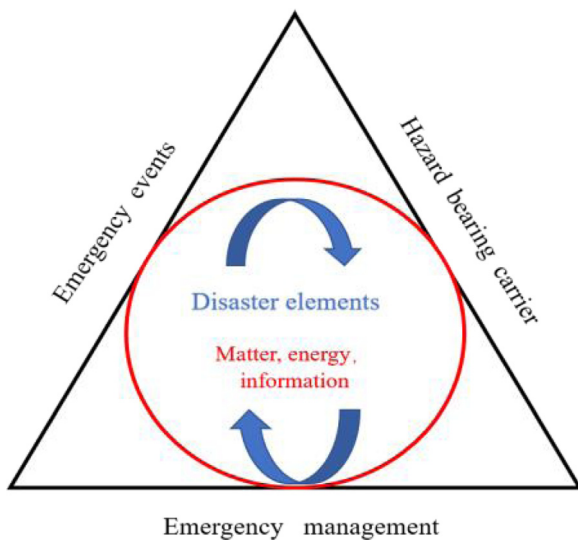 Emergency events
Hazard bearing carrier
Disaster elements
Matter, energy,
information
Emergency management